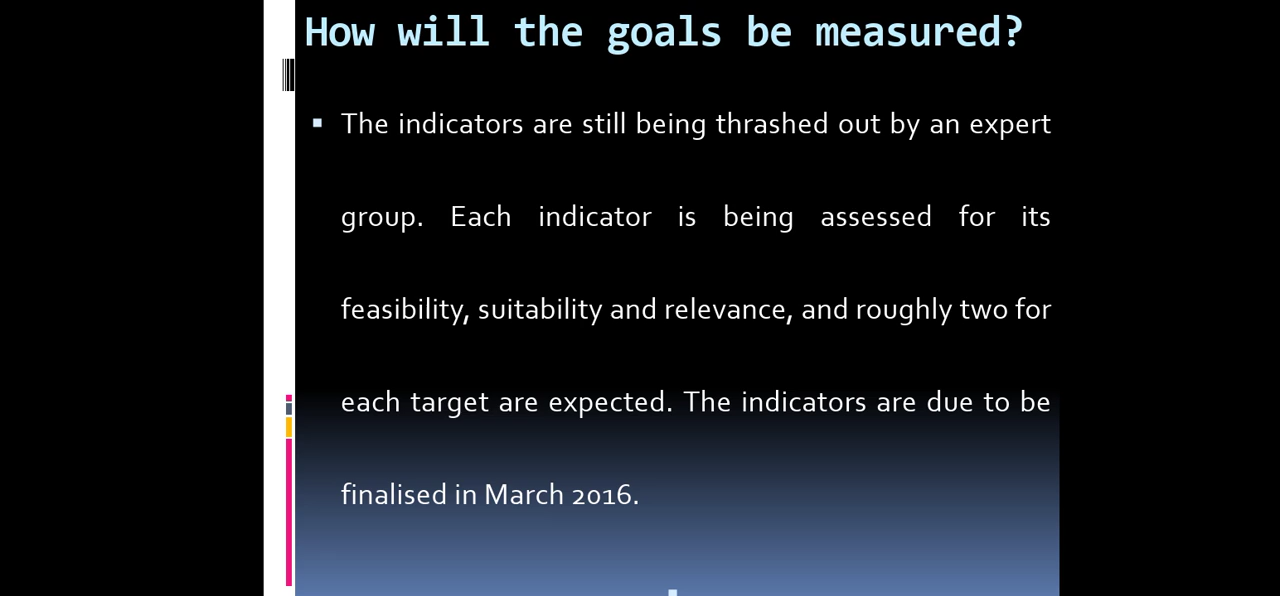 How will the goals be measured?
▪ The indicators are still being thrashed out by an expert
group. Each indicator is being assessed for its
feasibility, suitability and relevance, and roughly two for
each target are expected. The indicators are due to be
finalised in March 2016.